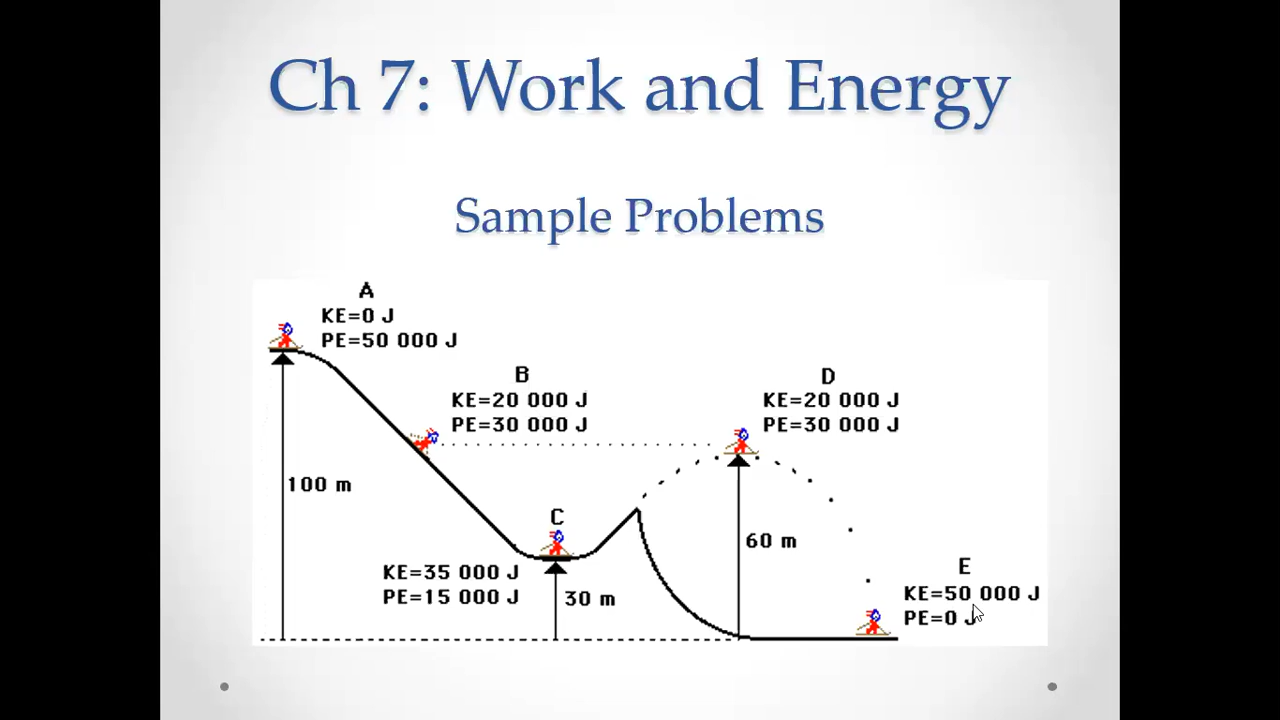 Ch 7: Work and Energy
Sample Problems
A
KE=0 J
PE=50 000 J
B
KE=20 000 J
PE=30 000 J
D
KE=20 000 J
PE=30 000 J
100 m
C
KE=35 000 J
PE=15 000 J
30 m
60 m
E
KE=50 000 J
PE=0 J